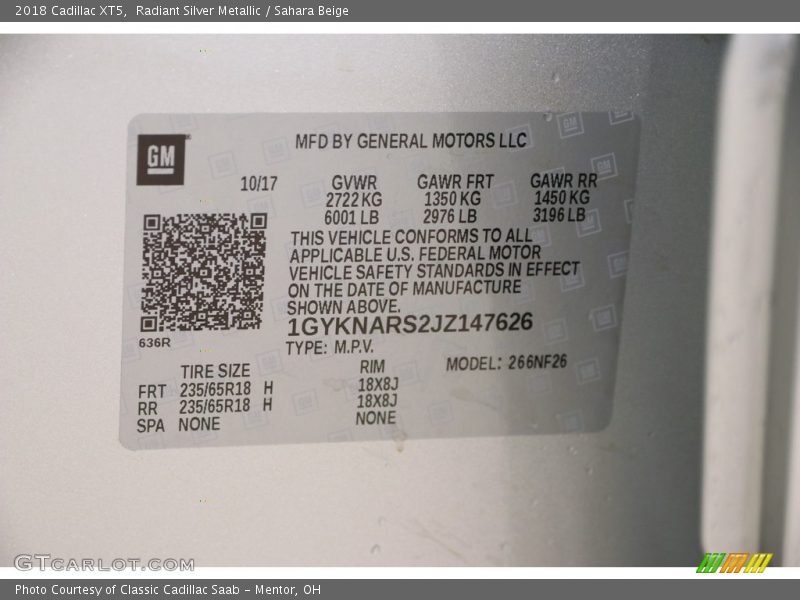 2018 Cadillac XT5,  Radiant Silver Metallic / Sahara Beige
GM
MFD BY GENERAL MOTORS LLC
10/17 GVWR GAWR FRT GAWR RR
2722 KG 1350 KG 1450 KG
6001 LB 2976 LB 3196 LB
THIS VEHICLE CONFORMS TO ALL
APPLICABLE U.S. FEDERAL MOTOR
VEHICLE SAFETY STANDARDS IN EFFECT
ON THE DATE OF MANUFACTURE
SHOWN ABOVE.
1GYKNARS2JZ147626
636R
TYPE: M.P.V.
TIRE SIZE RIM MODEL: 266NF26
FRT 235/65R18 H 18X8J
RR 235/65R18 H 18X8J
SPA NONE NONE
GTCARLOT.COM
Photo Courtesy of Classic Cadillac Saab - Mentor, OH